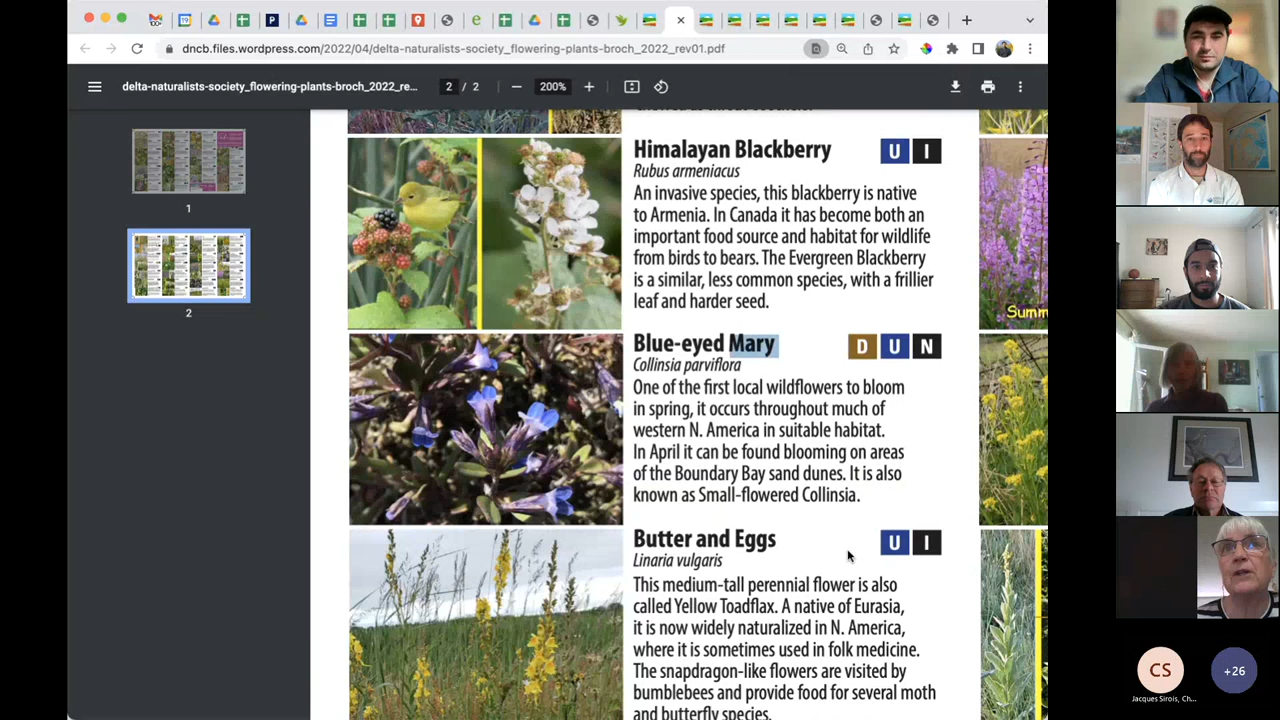 dncb.files.wordpress.com/2022/04/delta-naturalists-society_flowering-plants-broch_2022_rev01.pdf
delta-naturalists-society_flowering-plants-broch_2022_re...
2 / 2
200%
1
2
Himalayan Blackberry
U I
Rubus armeniacus
An invasive species, this blackberry is native
to Armenia. In Canada it has become both an
important food source and habitat for wildlife
from birds to bears. The Evergreen Blackberry
is a similar, less common species, with a frillier
leaf and harder seed.
Blue-eyed Mary
D U N
Collinsia parviflora
One of the first local wildflowers to bloom
in spring, it occurs throughout much of
western N. America in suitable habitat.
In April it can be found blooming on areas
of the Boundary Bay sand dunes. It is also
known as Small-flowered Collinsia.
Butter and Eggs
U I
Linaria vulgaris
This medium-tall perennial flower is also
called Yellow Toadflax. A native of Eurasia,
it is now widely naturalized in N. America,
where it is sometimes used in folk medicine.
The snapdragon-like flowers are visited by
bumblebees and provide food for several moth
and butterfly species.
Summ
CS
Jacques Sirois, Ch...
+26